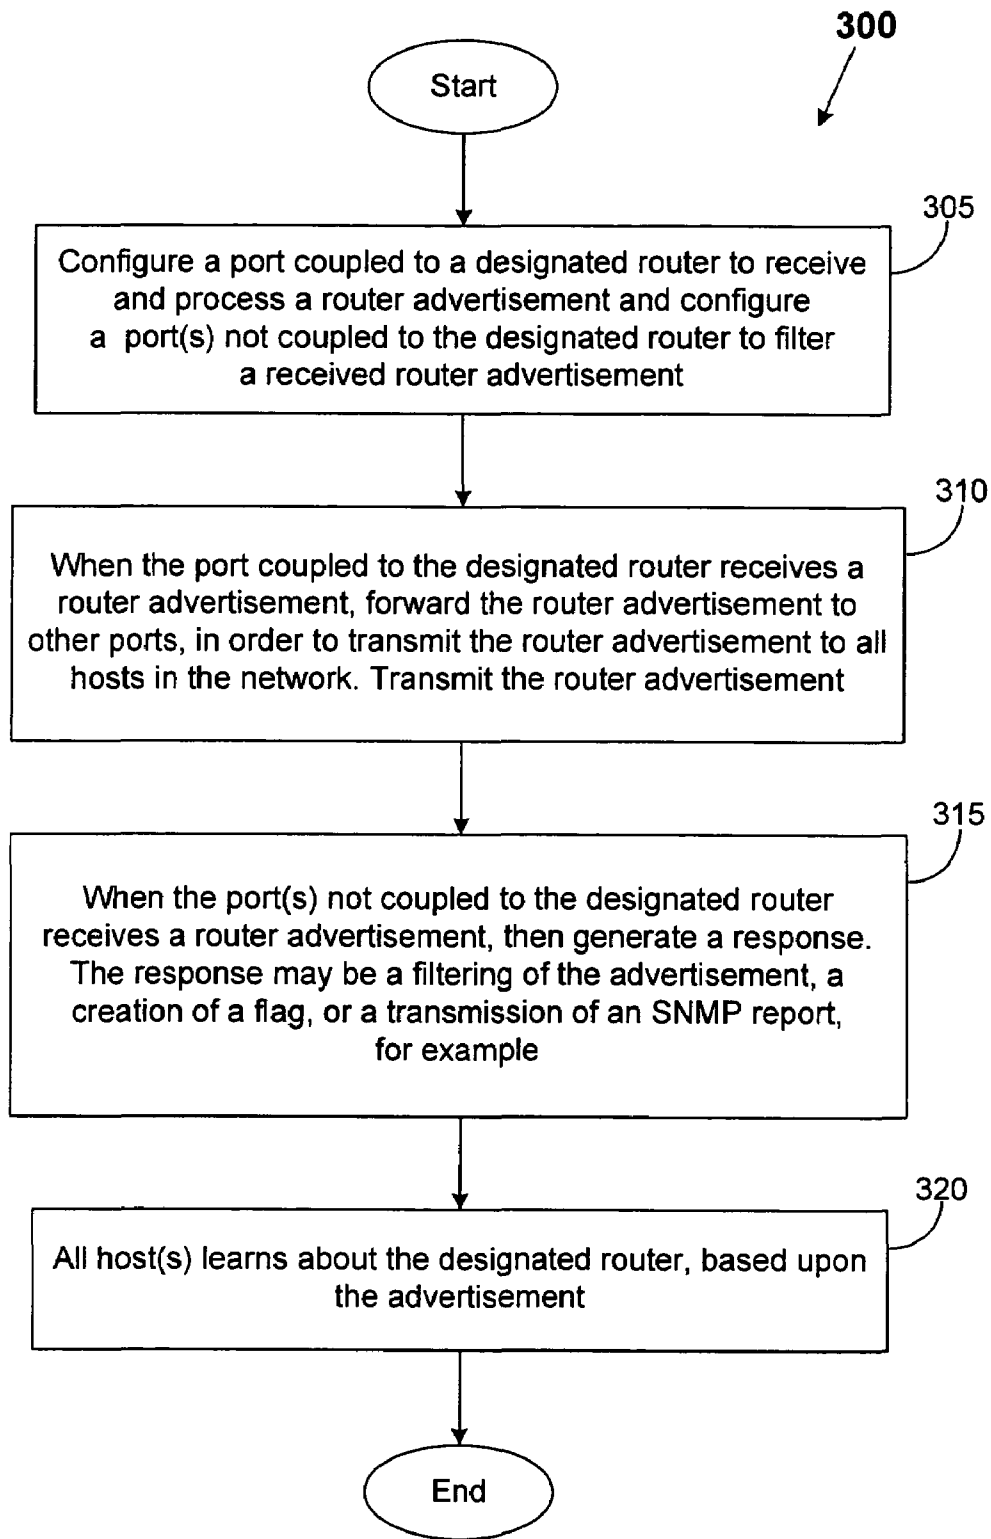 300
Start
305
Configure a port coupled to a designated router to receive
and process a router advertisement and configure
a port(s) not coupled to the designated router to filter
a received router advertisement
310
When the port coupled to the designated router receives a
router advertisement, forward the router advertisement to
other ports, in order to transmit the router advertisement to all
hosts in the network. Transmit the router advertisement
315
When the port(s) not coupled to the designated router
receives a router advertisement, then generate a response.
The response may be a filtering of the advertisement, a
creation of a flag, or a transmission of an SNMP report,
for example
320
All host(s) learns about the designated router, based upon
the advertisement
End